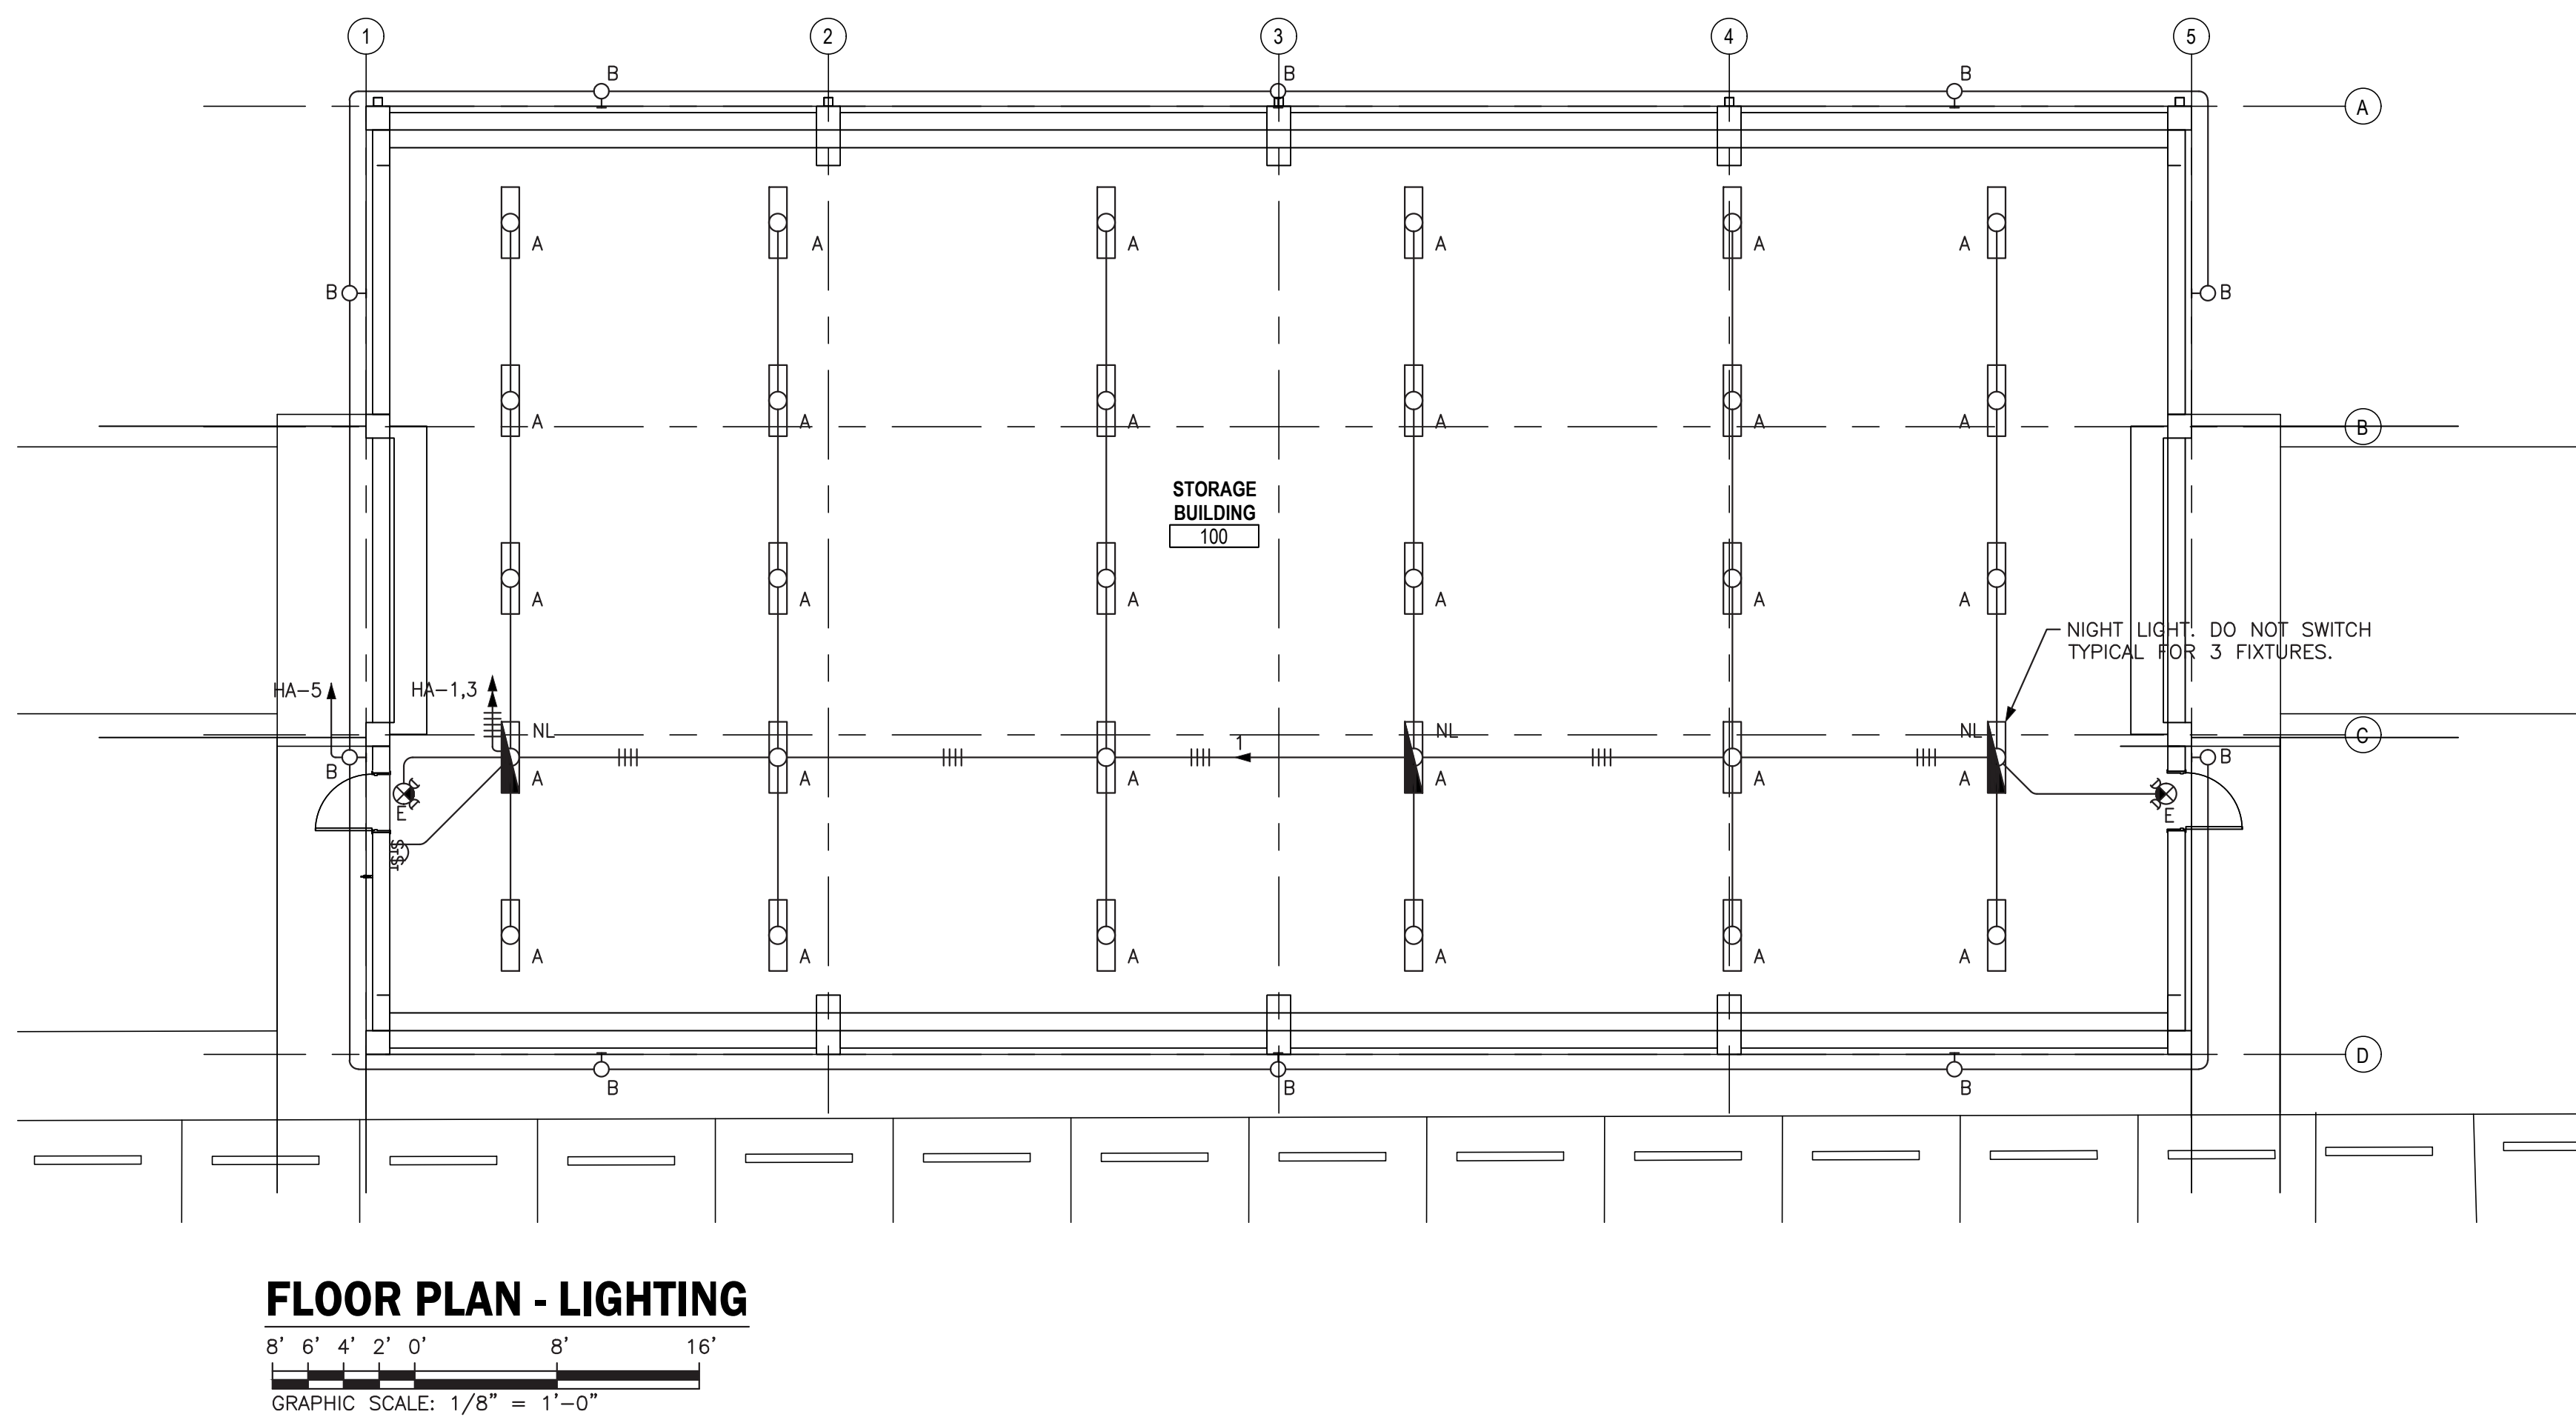 1 2 3 4 5
B B B
A
A A A A A A
B B
A A A A A A
B
STORAGE
BUILDING
100
A A A A A A
NIGHT LIGHT. DO NOT SWITCH
TYPICAL FOR 3 FIXTURES.
HA-5 HA-1,3
NL NL NL
C
1
B B
A A A A A A
E E
$T
$T
A A A A A A
D
B B B
FLOOR PLAN - LIGHTING
8' 6' 4' 2' 0' 8' 16'
GRAPHIC SCALE: 1/8" = 1'-0"